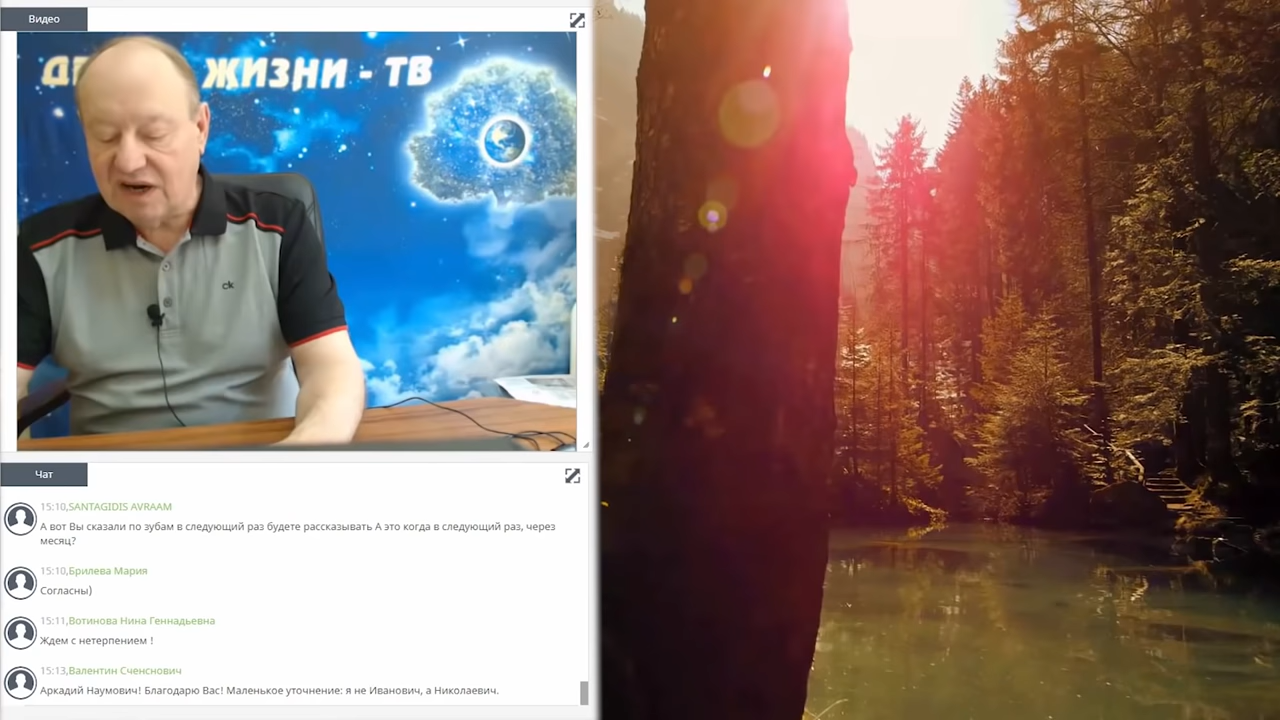 Видео
ЖИЗНИ - ТВ
ck
Чат
15:10,SANTAGIDIS AVRAAM
А вот Вы сказали по зубам в следующий раз будете рассказывать А это когда в следующий раз, через
месяц?
15:10,Брилева Мария
Согласны)
15:11,Вотинова Нина Геннадьевна
Ждем с нетерпением !
15:13,Валентин Сченснович
Аркадий Наумович! Благодарю Вас! Маленькое уточнение: я не Иванович, а Николаевич.